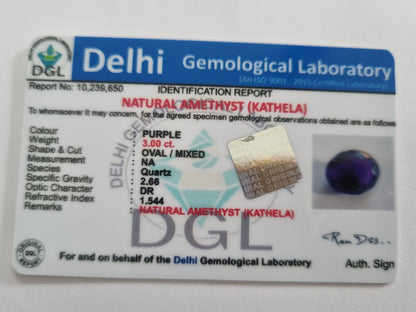 DGL
Delhi Gemological Laboratory
(An ISO 9001 : 2015 Certified Laboratory)
Report No: 10,239,650
IDENTIFICATION REPORT
NATURAL AMETHYST (KATHELA)
To whomsoever it may concern, for the agreed specimen gemological observations obtained are as follows
Colour : PURPLE
Weight : 3.00 ct.
Shape & Cut : OVAL / MIXED
Measurement : NA
Species : Quartz
Specific Gravity : 2.66
Optic Character : DR
Refractive Index : 1.544
Remarks : NATURAL AMETHYST (KATHELA)
DGL
For and on behalf of the Delhi Gemological Laboratory
Auth. Sign